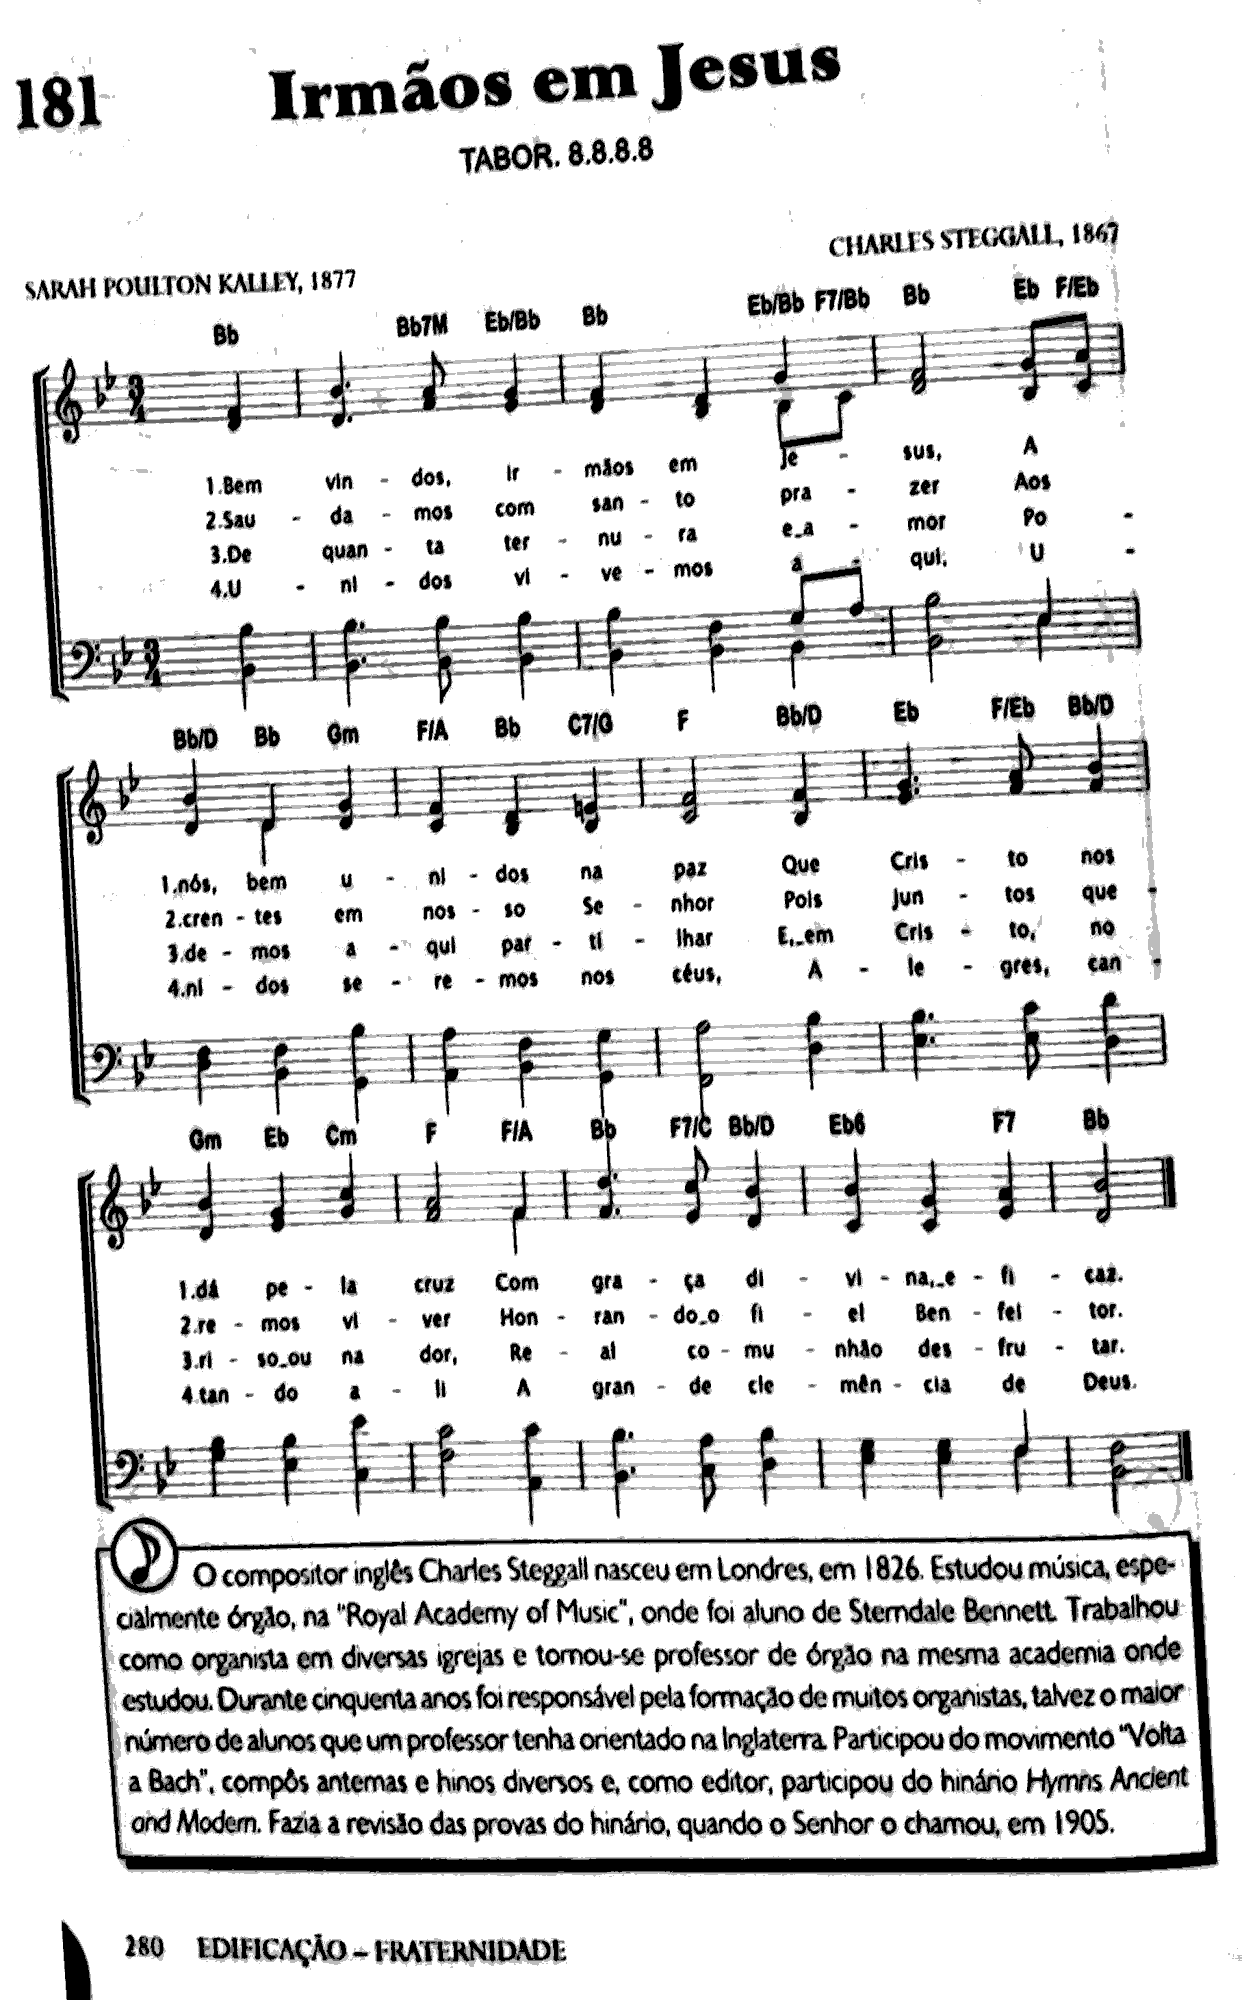 181 Irmãos em Jesus
TABOR. 8.8.8.8
CHARLES STEGGALL, 1867
SARAH POULTON KALLEY, 1877
Bb Bb7M Eb/Bb Bb Eb/Bb F7/Bb Bb Eb F/Eb
3/4
1.Bem vin - dos, Ir - mãos em Je - sus, A
2.Sau - da - mos com san - to pra - zer Aos
3.De quan - ta ter - nu - ra e_a - mor Po -
4.U - ni - dos vi - ve - mos a - qui, U -
3/4
Bb/D Bb Gm F/A Bb C7/G F Bb/D Eb F/Eb Bb/D
1.nós, bem u - ni - dos na paz Que Cris - to nos
2.cren - tes em nos - so Se - nhor Pois jun - tos que -
3.de - mos a - qui par - ti - lhar E,_em Cris - to, no
4.ni - dos se - re - mos nos céus, A - le - gres, can -
Gm Eb Cm F F/A Bb F7/C Bb/D Eb6 F7 Bb
1.dá pe - la cruz Com gra - ça di - vi - na,_e - fi - caz.
2.re - mos vi - ver Hon - ran - do_o fi - el Ben - fei - tor.
3.ri - so_ou na dor, Re - al co - mu - nhão des - fru - tar.
4.tan - do a - li A gran - de cle - mên - cia de Deus.
O compositor inglês Charles Steggall nasceu em Londres, em 1826. Estudou música, espe-
cialmente órgão, na "Royal Academy of Music", onde foi aluno de Sterndale Bennett. Trabalhou
como organista em diversas igrejas e tornou-se professor de órgão na mesma academia onde
estudou. Durante cinquenta anos foi responsável pela formação de muitos organistas, talvez o maior
número de alunos que um professor tenha orientado na Inglaterra. Participou do movimento "Volta
a Bach", compôs antemas e hinos diversos e, como editor, participou do hinário Hymns Ancient
and Modern. Fazia a revisão das provas do hinário, quando o Senhor o chamou, em 1905.
280 EDIFICAÇÃO – FRATERNIDADE